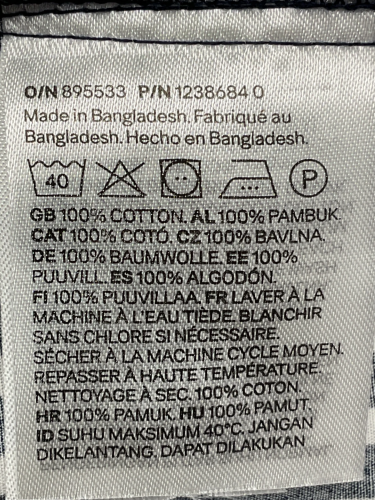 O/N 895533 P/N 1238684 0
Made in Bangladesh. Fabriqué au
Bangladesh. Hecho en Bangladesh.
40 P
GB 100% COTTON. AL 100% PAMBUK.
CAT 100% COTÓ. CZ 100% BAVLNA.
DE 100% BAUMWOLLE. EE 100%
PUUVILL. ES 100% ALGODÓN.
FI 100% PUUVILLAA. FR LAVER À LA
MACHINE À L'EAU TIÈDE. BLANCHIR
SANS CHLORE SI NÉCESSAIRE.
SÉCHER À LA MACHINE CYCLE MOYEN.
REPASSER À HAUTE TEMPÉRATURE.
NETTOYAGE À SEC. 100% COTON.
HR 100% PAMUK. HU 100% PAMUT.
ID SUHU MAKSIMUM 40°C. JANGAN
DIKELANTANG. DAPAT DILAKUKAN